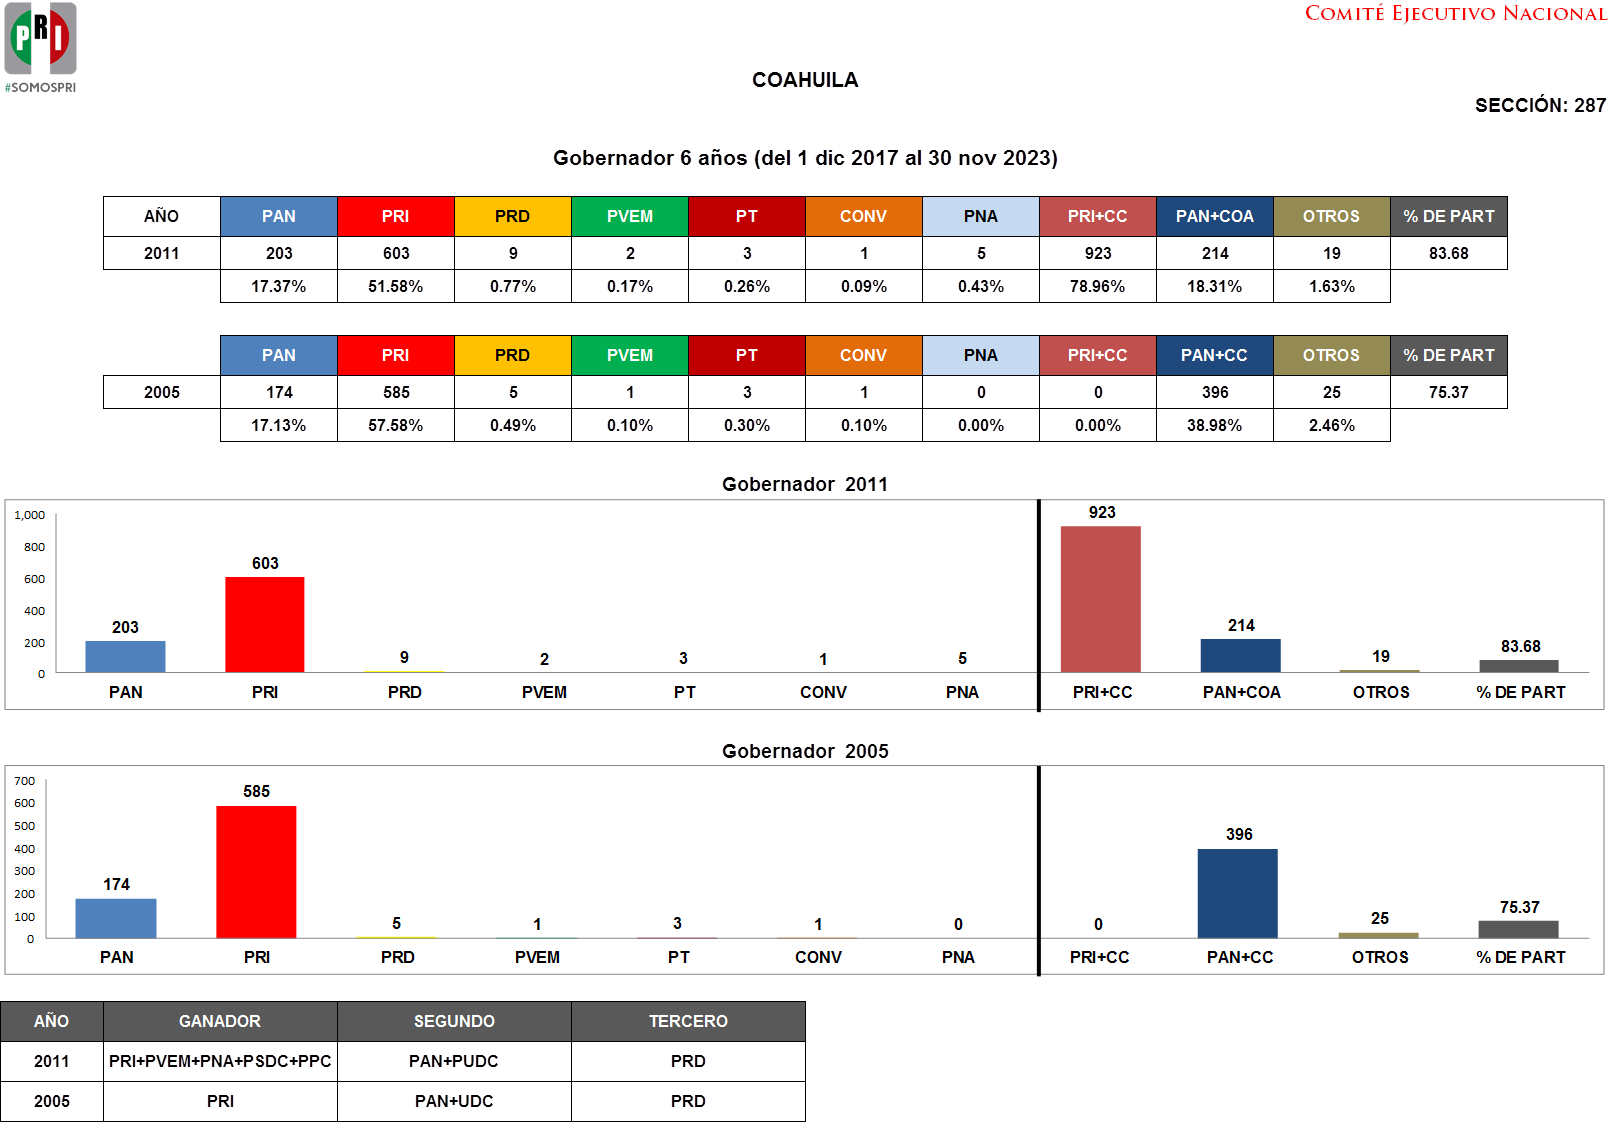 PRI
#SOMOSPRI
COMITÉ EJECUTIVO NACIONAL
COAHUILA
SECCIÓN: 287
Gobernador 6 años (del 1 dic 2017 al 30 nov 2023)
AÑO PAN PRI PRD PVEM PT CONV PNA PRI+CC PAN+COA OTROS % DE PART
2011 203 603 9 2 3 1 5 923 214 19 83.68
17.37% 51.58% 0.77% 0.17% 0.26% 0.09% 0.43% 78.96% 18.31% 1.63%
PAN PRI PRD PVEM PT CONV PNA PRI+CC PAN+CC OTROS % DE PART
2005 174 585 5 1 3 1 0 0 396 25 75.37
17.13% 57.58% 0.49% 0.10% 0.30% 0.10% 0.00% 0.00% 38.98% 2.46%
Gobernador 2011
1,000
800
600
400
200
0
203 603 9 2 3 1 5 923 214 19 83.68
PAN PRI PRD PVEM PT CONV PNA PRI+CC PAN+COA OTROS % DE PART
Gobernador 2005
700
600
500
400
300
200
100
0
174 585 5 1 3 1 0 0 396 25 75.37
PAN PRI PRD PVEM PT CONV PNA PRI+CC PAN+CC OTROS % DE PART
AÑO GANADOR SEGUNDO TERCERO
2011 PRI+PVEM+PNA+PSDC+PPC PAN+PUDC PRD
2005 PRI PAN+UDC PRD